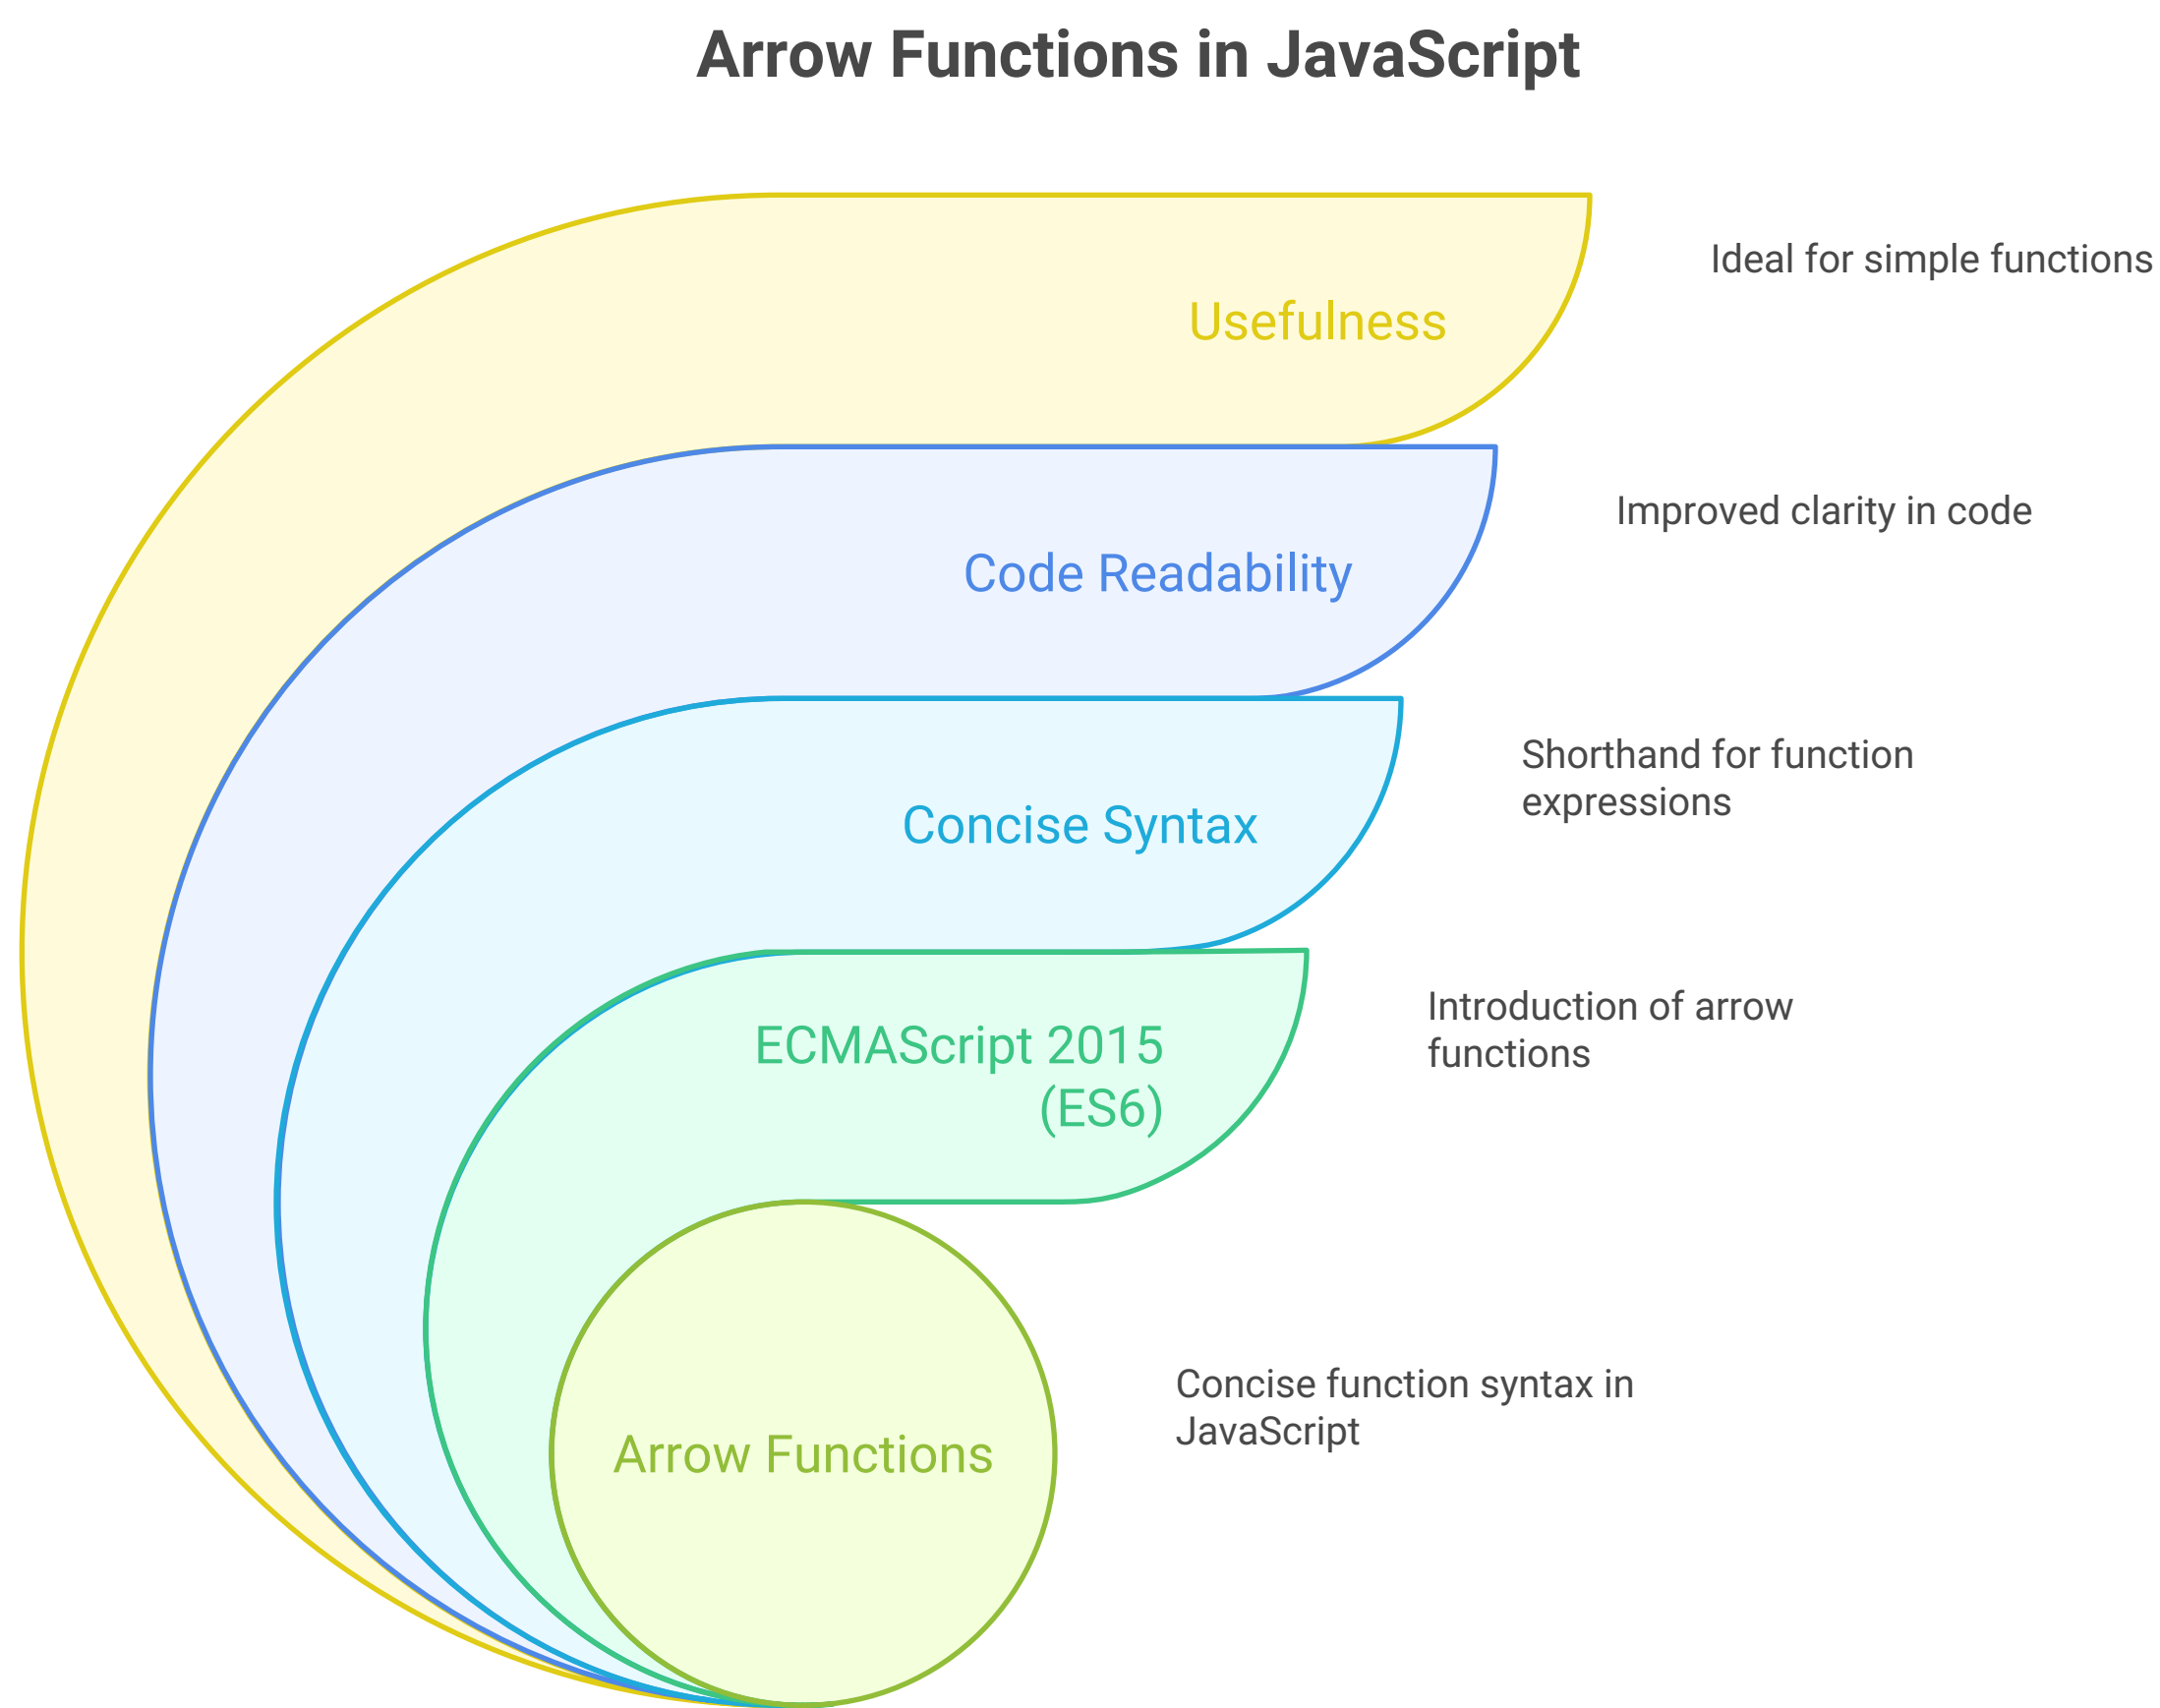 Arrow Functions in JavaScript
Ideal for simple functions
Usefulness
Improved clarity in code
Code Readability
Shorthand for function
expressions
Concise Syntax
Introduction of arrow
functions
ECMAScript 2015
(ES6)
Concise function syntax in
JavaScript
Arrow Functions